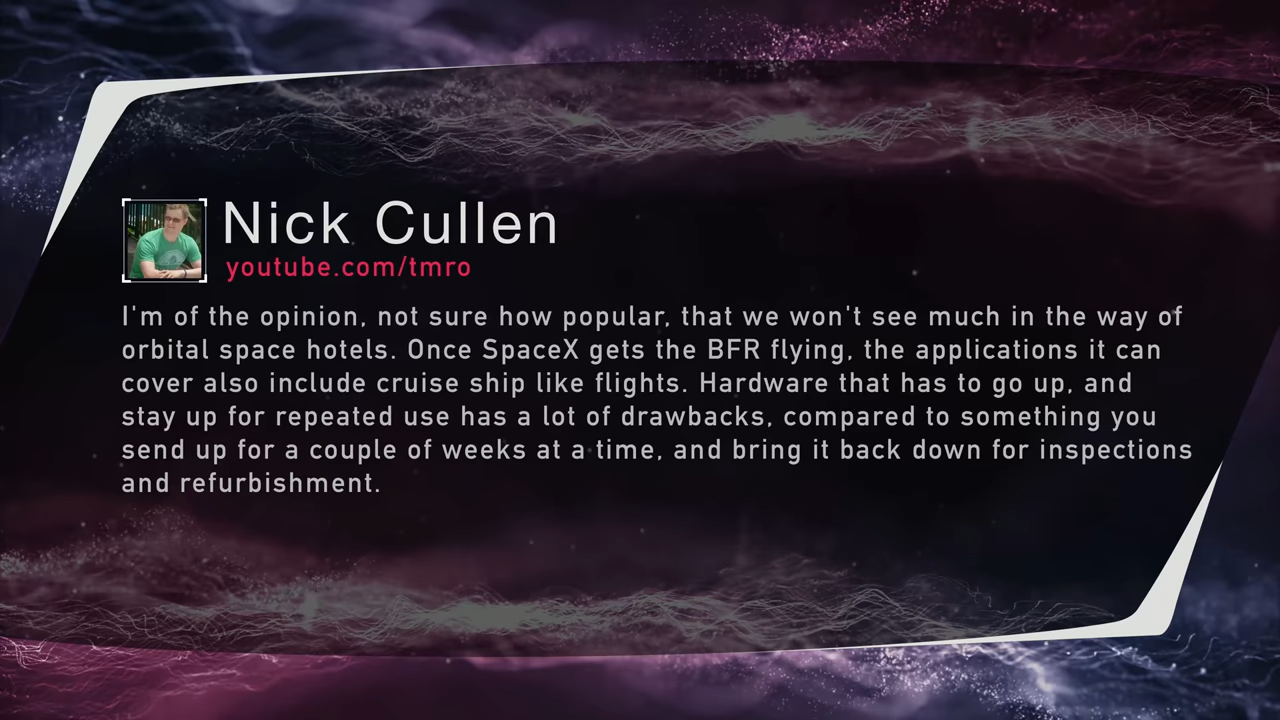 Nick Cullen
youtube.com/tmro
I'm of the opinion, not sure how popular, that we won't see much in the way of
orbital space hotels. Once SpaceX gets the BFR flying, the applications it can
cover also include cruise ship like flights. Hardware that has to go up, and
stay up for repeated use has a lot of drawbacks, compared to something you
send up for a couple of weeks at a time, and bring it back down for inspections
and refurbishment.